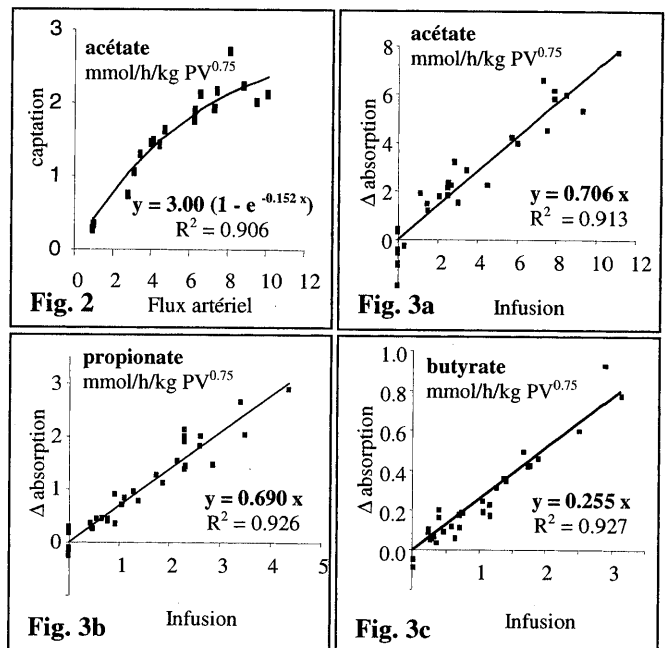 acétate
mmol/h/kg PV^0.75
3
2
1
0
captation
y = 3.00 (1 - e^-0.152 x)
R² = 0.906
0 2 4 6 8 10 12
Fig. 2
Flux artériel
acétate
mmol/h/kg PV^0.75
8
6
4
2
0
Δ absorption
y = 0.706 x
R² = 0.913
2 4 6 8 10 12
Fig. 3a
Infusion
propionate
mmol/h/kg PV^0.75
3
2
1
0
Δ absorption
y = 0.690 x
R² = 0.926
1 2 3 4 5
Fig. 3b
Infusion
butyrate
mmol/h/kg PV^0.75
1.0
0.8
0.6
0.4
0.2
0.0
Δ absorption
y = 0.255 x
R² = 0.927
1 2 3
Fig. 3c
Infusion